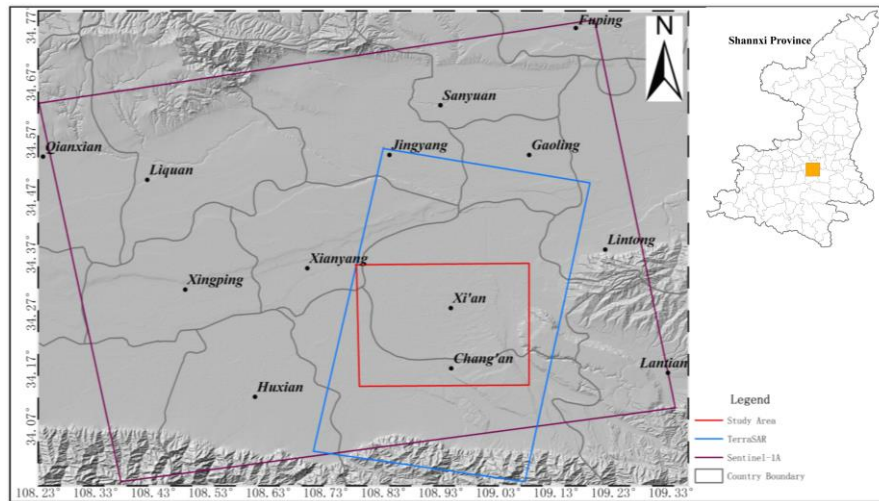 34.77°
34.67°
34.57°
34.47°
34.37°
34.27°
34.17°
34.07°
Fuping
N
Sanyuan
Qianxian
Jingyang
Gaoling
Liquan
Lintong
Xianyang
Xingping
Xi'an
Chang'an
Lantian
Huxian
108.23° 108.33° 108.43° 108.53° 108.63° 108.73° 108.83° 108.93° 109.03° 109.13° 109.23° 109.33°
Shannxi Province
Legend
Study Area
TerraSAR
Sentinel-1A
Country Boundary